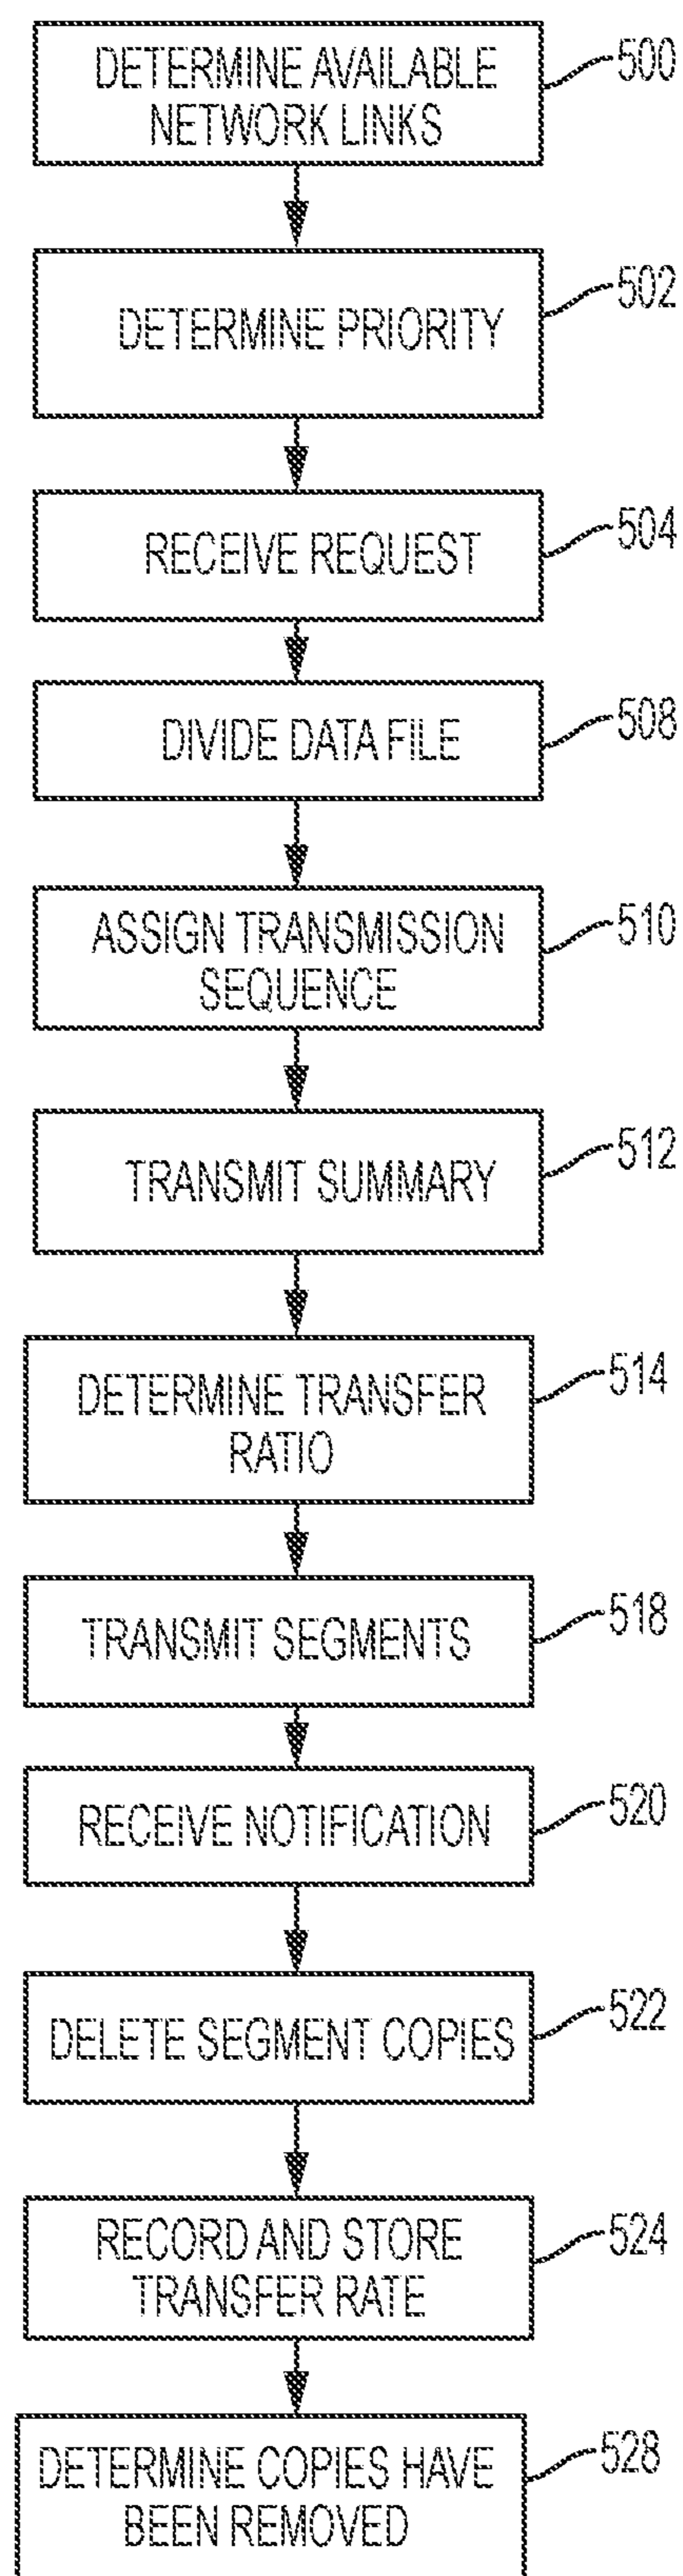 DETERMINE AVAILABLE
NETWORK LINKS
500
DETERMINE PRIORITY
502
RECEIVE REQUEST
504
DIVIDE DATA FILE
508
ASSIGN TRANSMISSION
SEQUENCE
510
TRANSMIT SUMMARY
512
DETERMINE TRANSFER
RATIO
514
TRANSMIT SEGMENTS
518
RECEIVE NOTIFICATION
520
DELETE SEGMENT COPIES
522
RECORD AND STORE
TRANSFER RATE
524
DETERMINE COPIES HAVE
BEEN REMOVED
528